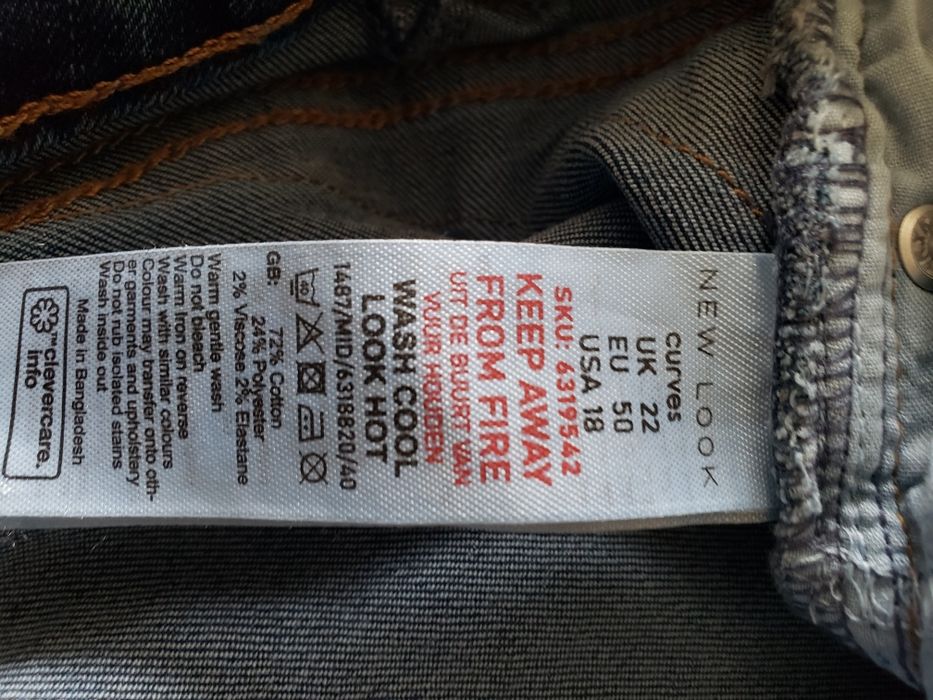 NEW LOOK
curves
UK 22
EU 50
USA 18
SKU: 6319542
KEEP AWAY
FROM FIRE
UIT DE BURT VAN
VUUR HOUDEN
WASH COOL
LOOK HOT
1487/MID/6318820/40
40
GB: 72% Cotton
24% Polyester
2% Viscose 2% Elastane
Warm gentle wash
Do not bleach
Warm Iron on reverse
Wash with similar colours
Colour may transfer onto oth-
er garments and upholstery
Do not rub isolated stains
Wash inside out
Made in Bangladesh
™clevercare.
info